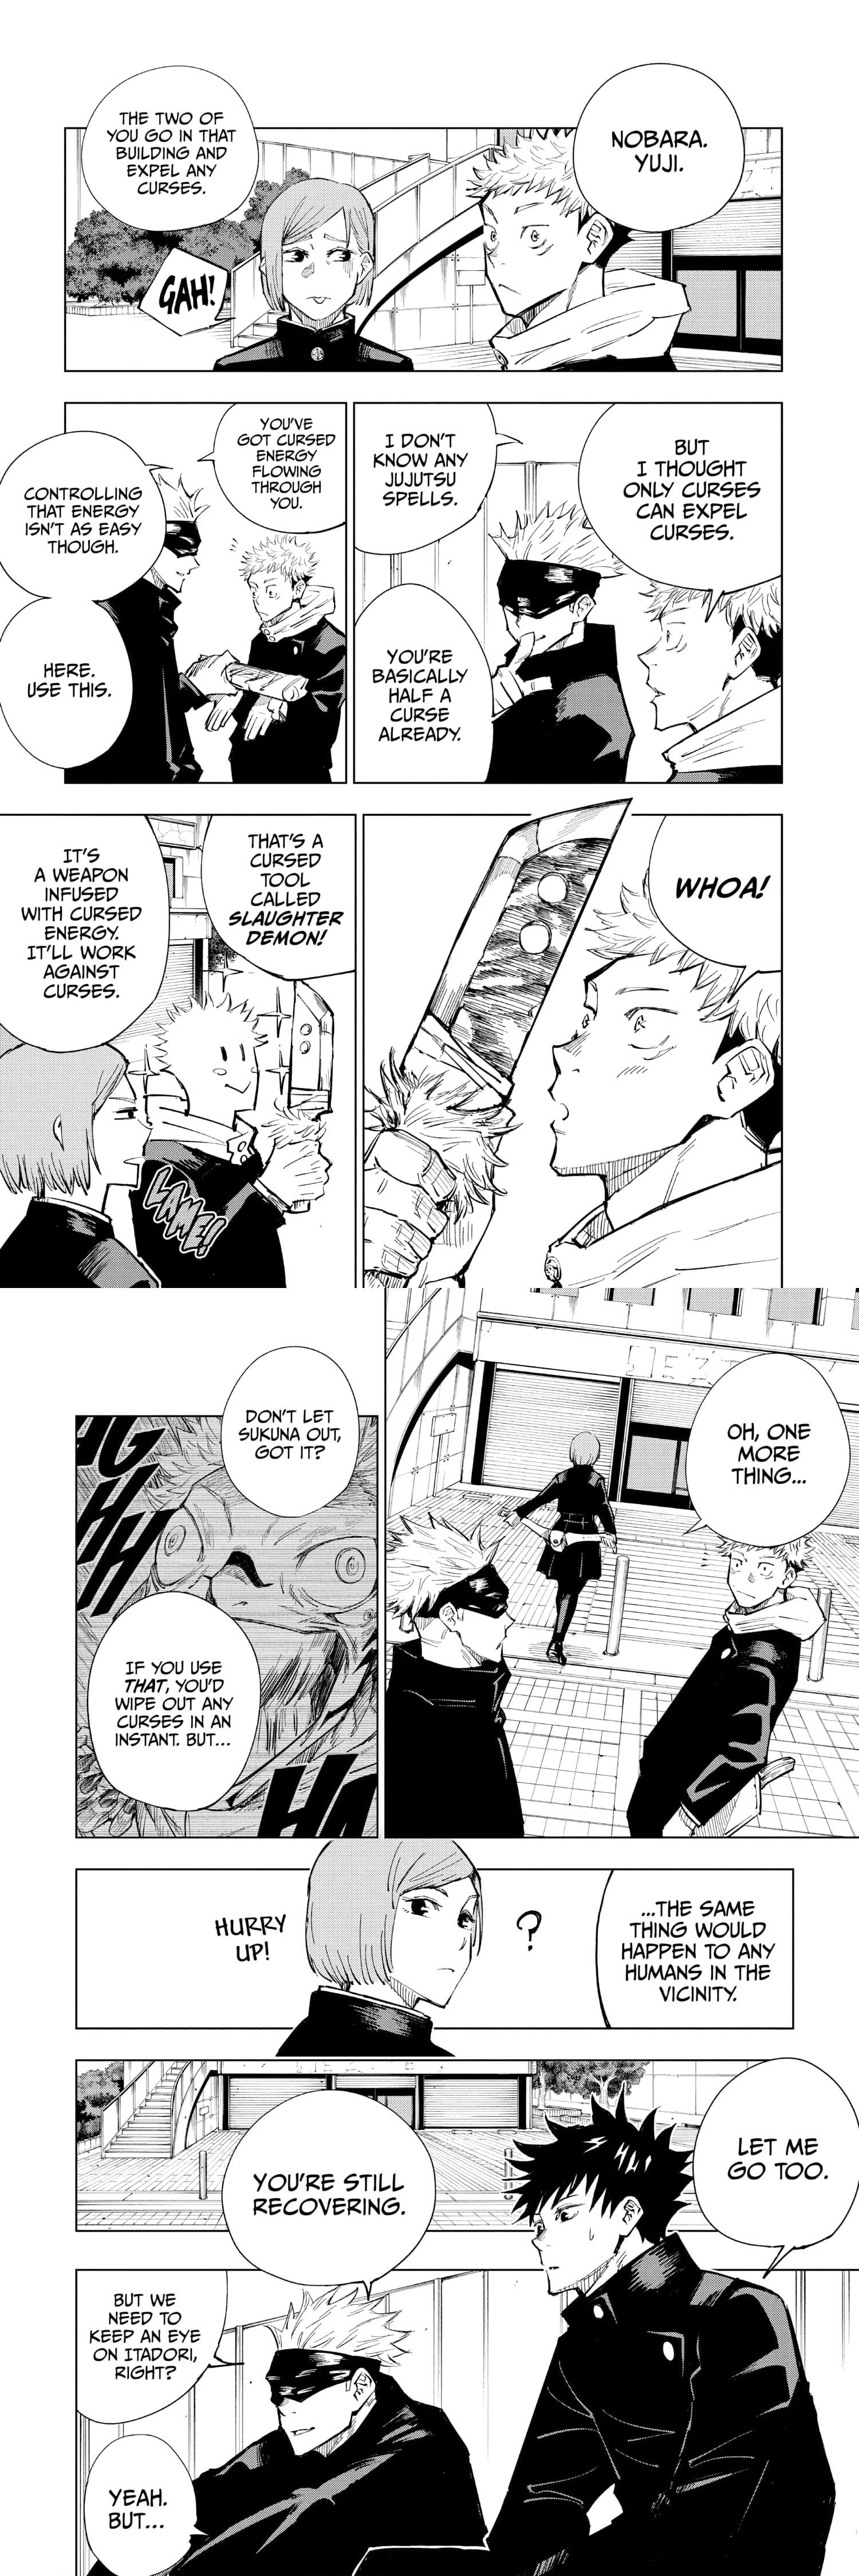 NOBARA.
YUJI.
THE TWO OF
YOU GO IN THAT
BUILDING AND
EXPEL ANY
CURSES.
GAH!
BUT
I THOUGHT
ONLY CURSES
CAN EXPEL
CURSES.
I DON'T
KNOW ANY
JUJUTSU
SPELLS.
YOU'RE
BASICALLY
HALF A
CURSE
ALREADY.
YOU'VE
GOT CURSED
ENERGY
FLOWING
THROUGH
YOU.
CONTROLLING
THAT ENERGY
ISN'T AS EASY
THOUGH.
HERE.
USE THIS.
WHOA!
THAT'S A
CURSED
TOOL
CALLED
SLAUGHTER
DEMON!
IT'S
A WEAPON
INFUSED
WITH CURSED
ENERGY.
IT'LL WORK
AGAINST
CURSES.
LAME!
OH, ONE
MORE
THING...
DON'T LET
SUKUNA OUT,
GOT IT?
IF YOU USE
THAT, YOU'D
WIPE OUT ANY
CURSES IN AN
INSTANT. BUT...
...THE SAME
THING WOULD
HAPPEN TO ANY
HUMANS IN THE
VICINITY.
?
HURRY
UP!
LET ME
GO TOO.
YOU'RE STILL
RECOVERING.
BUT WE
NEED TO
KEEP AN EYE
ON ITADORI,
RIGHT?
YEAH.
BUT...